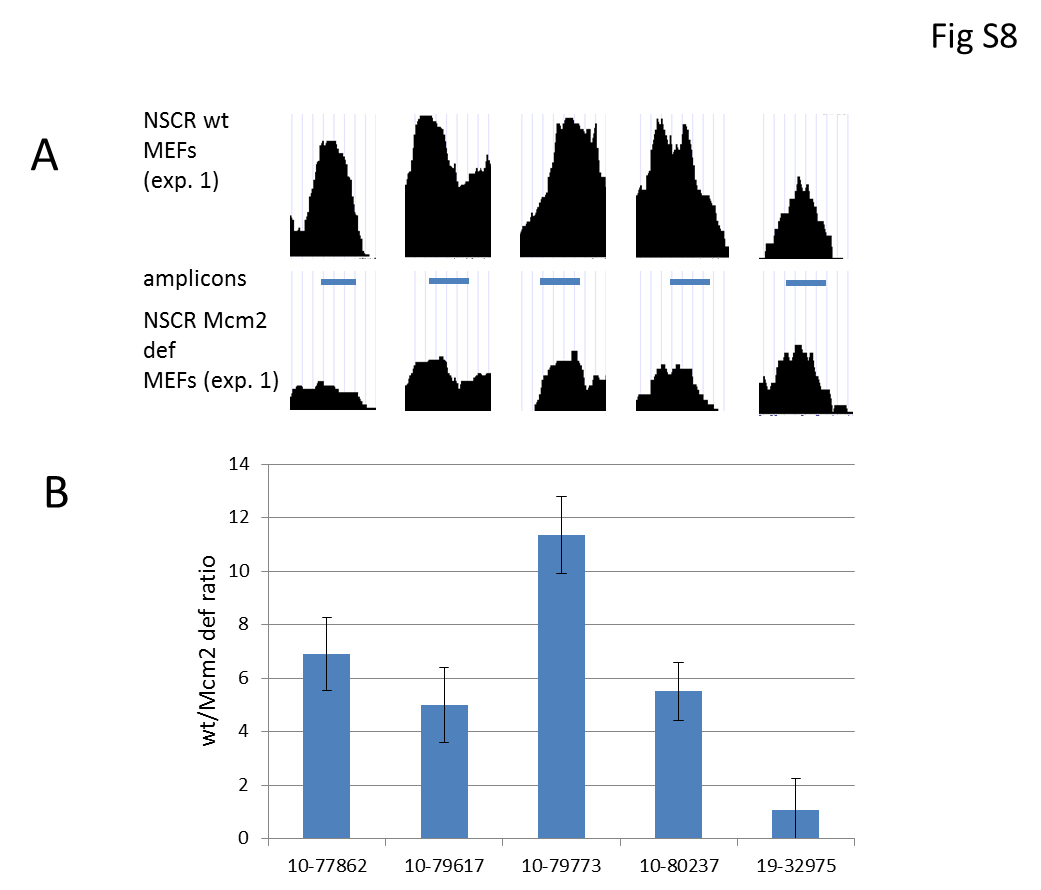 Fig S8
A
NSCR wt
MEFs
(exp. 1)
amplicons
NSCR Mcm2
def
MEFs (exp. 1)
B
wt/Mcm2 def ratio
14
12
10
8
6
4
2
0
10-77862 10-79617 10-79773 10-80237 19-32975